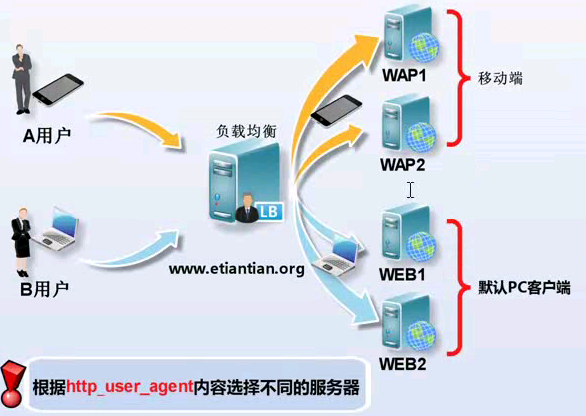 WAP1
移动端
A用户
负载均衡
WAP2
LB
B用户
www.etiantian.org
WEB1
默认PC客户端
WEB2
根据http_user_agent内容选择不同的服务器